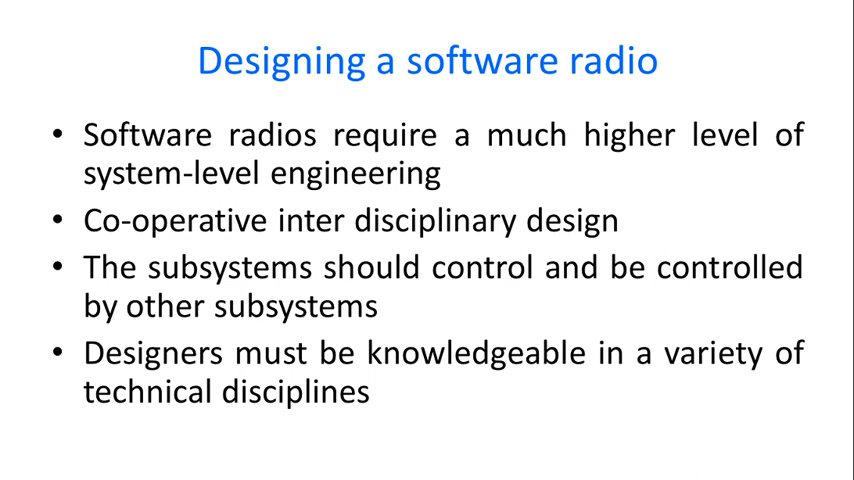 Designing a software radio
• Software radios require a much higher level of
system-level engineering
• Co-operative inter disciplinary design
• The subsystems should control and be controlled
by other subsystems
• Designers must be knowledgeable in a variety of
technical disciplines